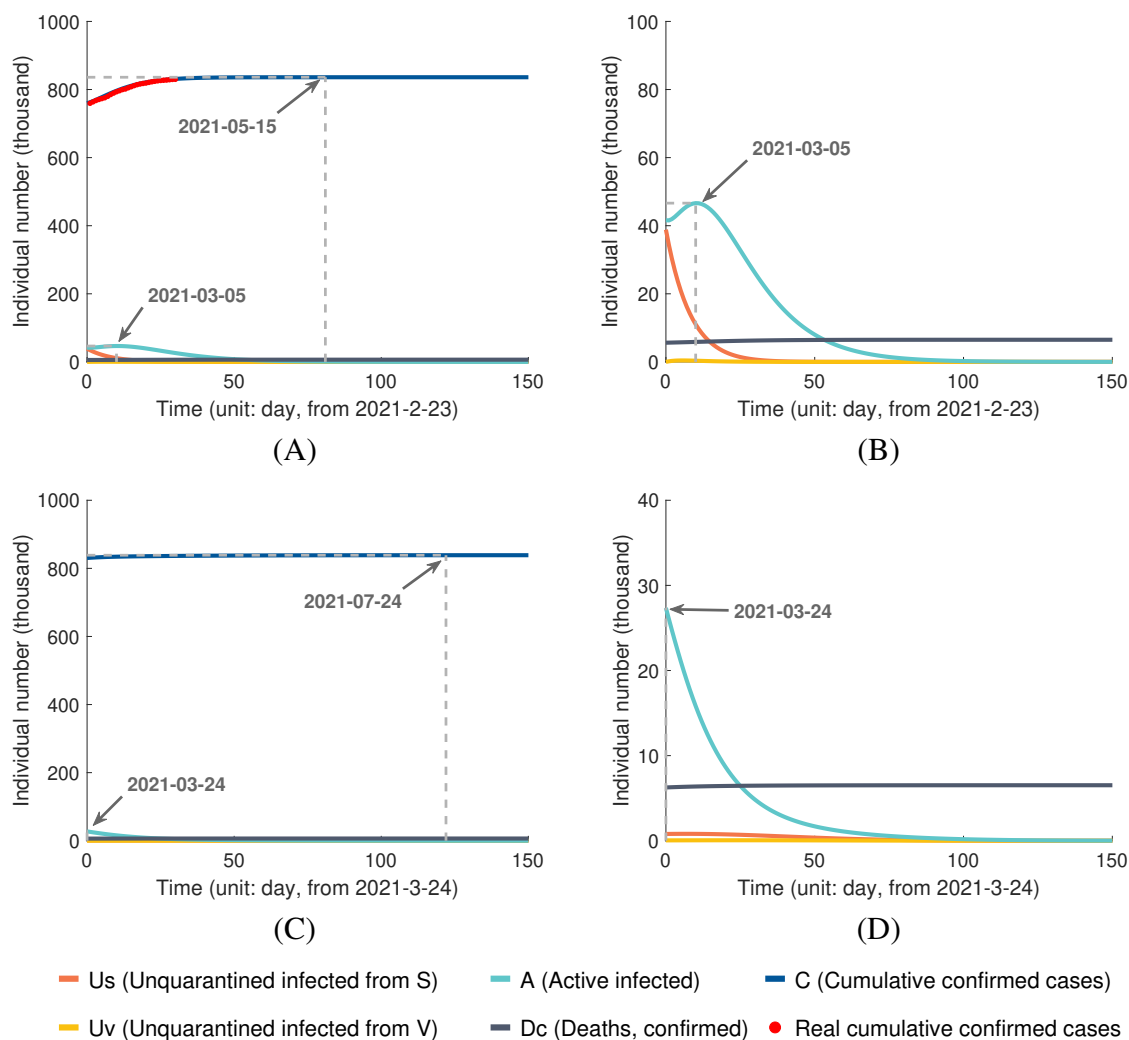 1000
800
600
400
200
0
Individual number (thousand)
2021-05-15
2021-03-05
0 50 100 150
Time (unit: day, from 2021-2-23)
(A)
100
80
60
40
20
0
Individual number (thousand)
2021-03-05
0 50 100 150
Time (unit: day, from 2021-2-23)
(B)
1000
800
600
400
200
0
Individual number (thousand)
2021-07-24
2021-03-24
0 50 100 150
Time (unit: day, from 2021-3-24)
(C)
40
30
20
10
0
Individual number (thousand)
2021-03-24
0 50 100 150
Time (unit: day, from 2021-3-24)
(D)
Us (Unquarantined infected from S)
A (Active infected)
C (Cumulative confirmed cases)
Uv (Unquarantined infected from V)
Dc (Deaths, confirmed)
Real cumulative confirmed cases